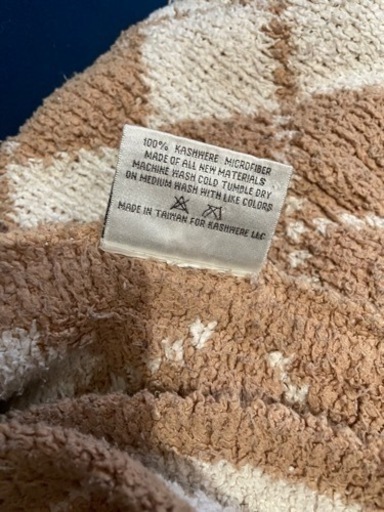 100% KASHWERE MICROFIBER
MADE OF ALL NEW MATERIALS
MACHINE WASH COLD TUMBLE DRY
ON MEDIUM WASH WITH LIKE COLORS
MADE IN TAIWAN FOR KASHWERE LLC